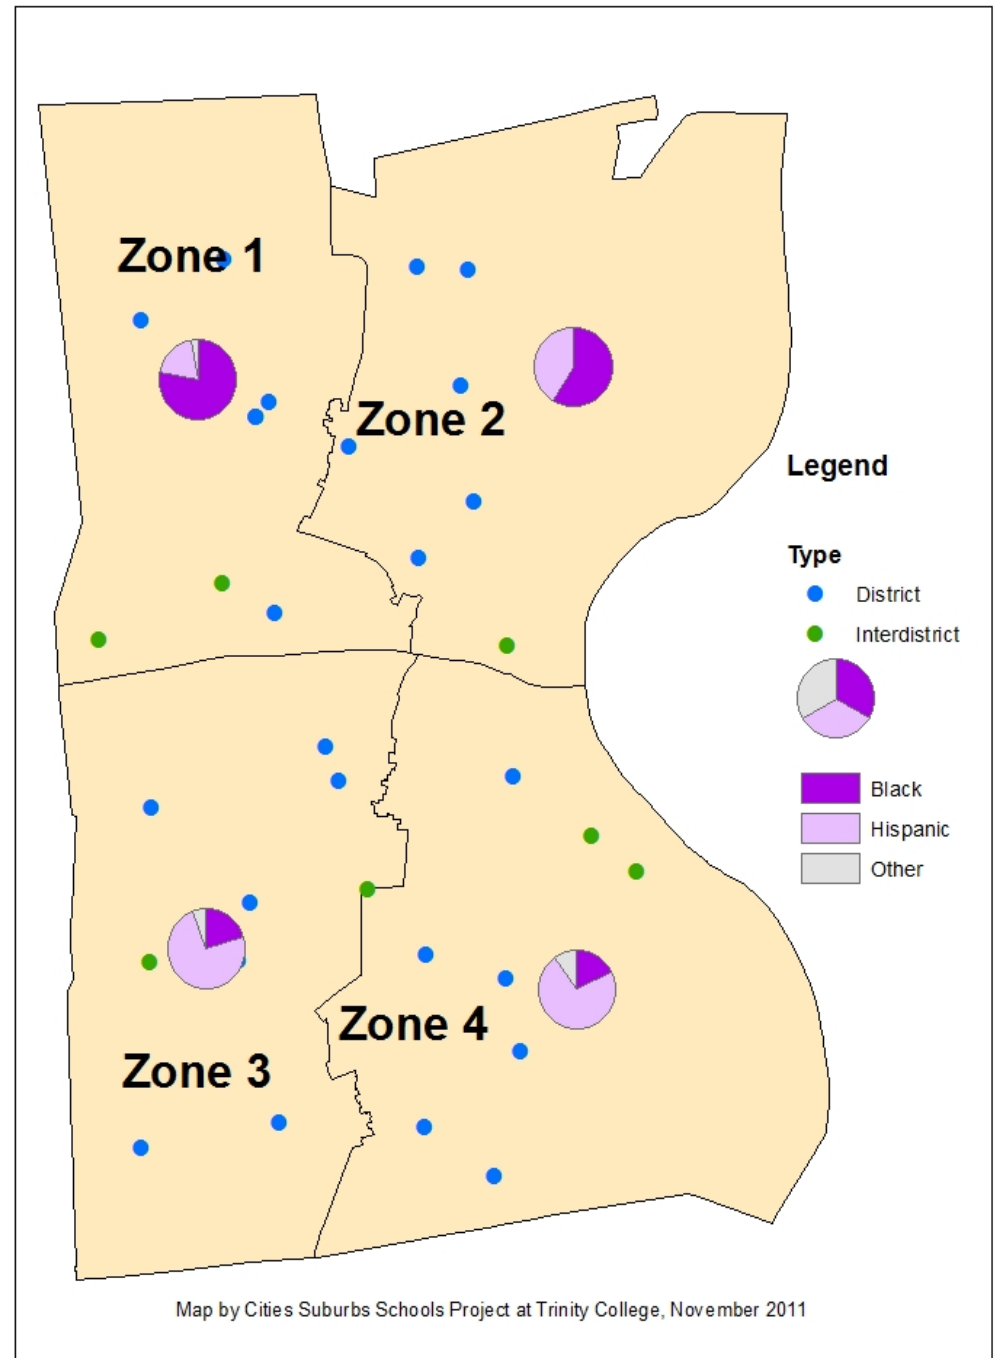 Zone 1
Zone 2
Legend
Type
District
Interdistrict
Black
Hispanic
Other
Zone 4
Zone 3
Map by Cities Suburbs Schools Project at Trinity College, November 2011